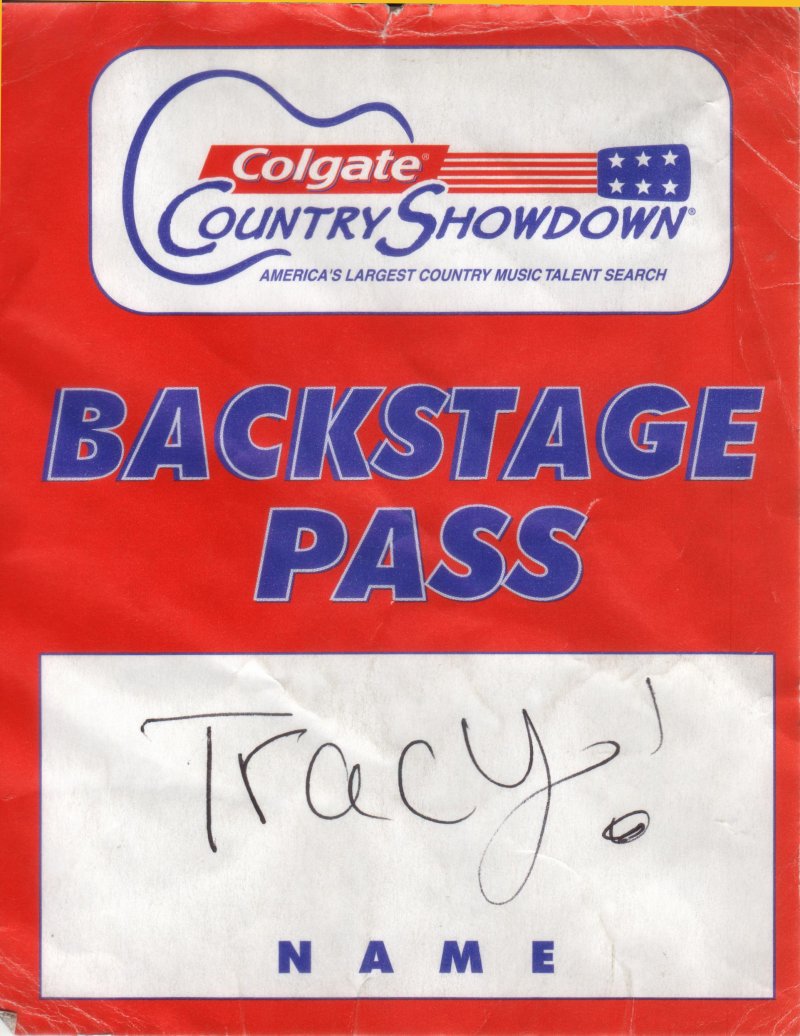 Colgate®
COUNTRY SHOWDOWN®
AMERICA'S LARGEST COUNTRY MUSIC TALENT SEARCH
BACKSTAGE
PASS
Tracy!
NAME